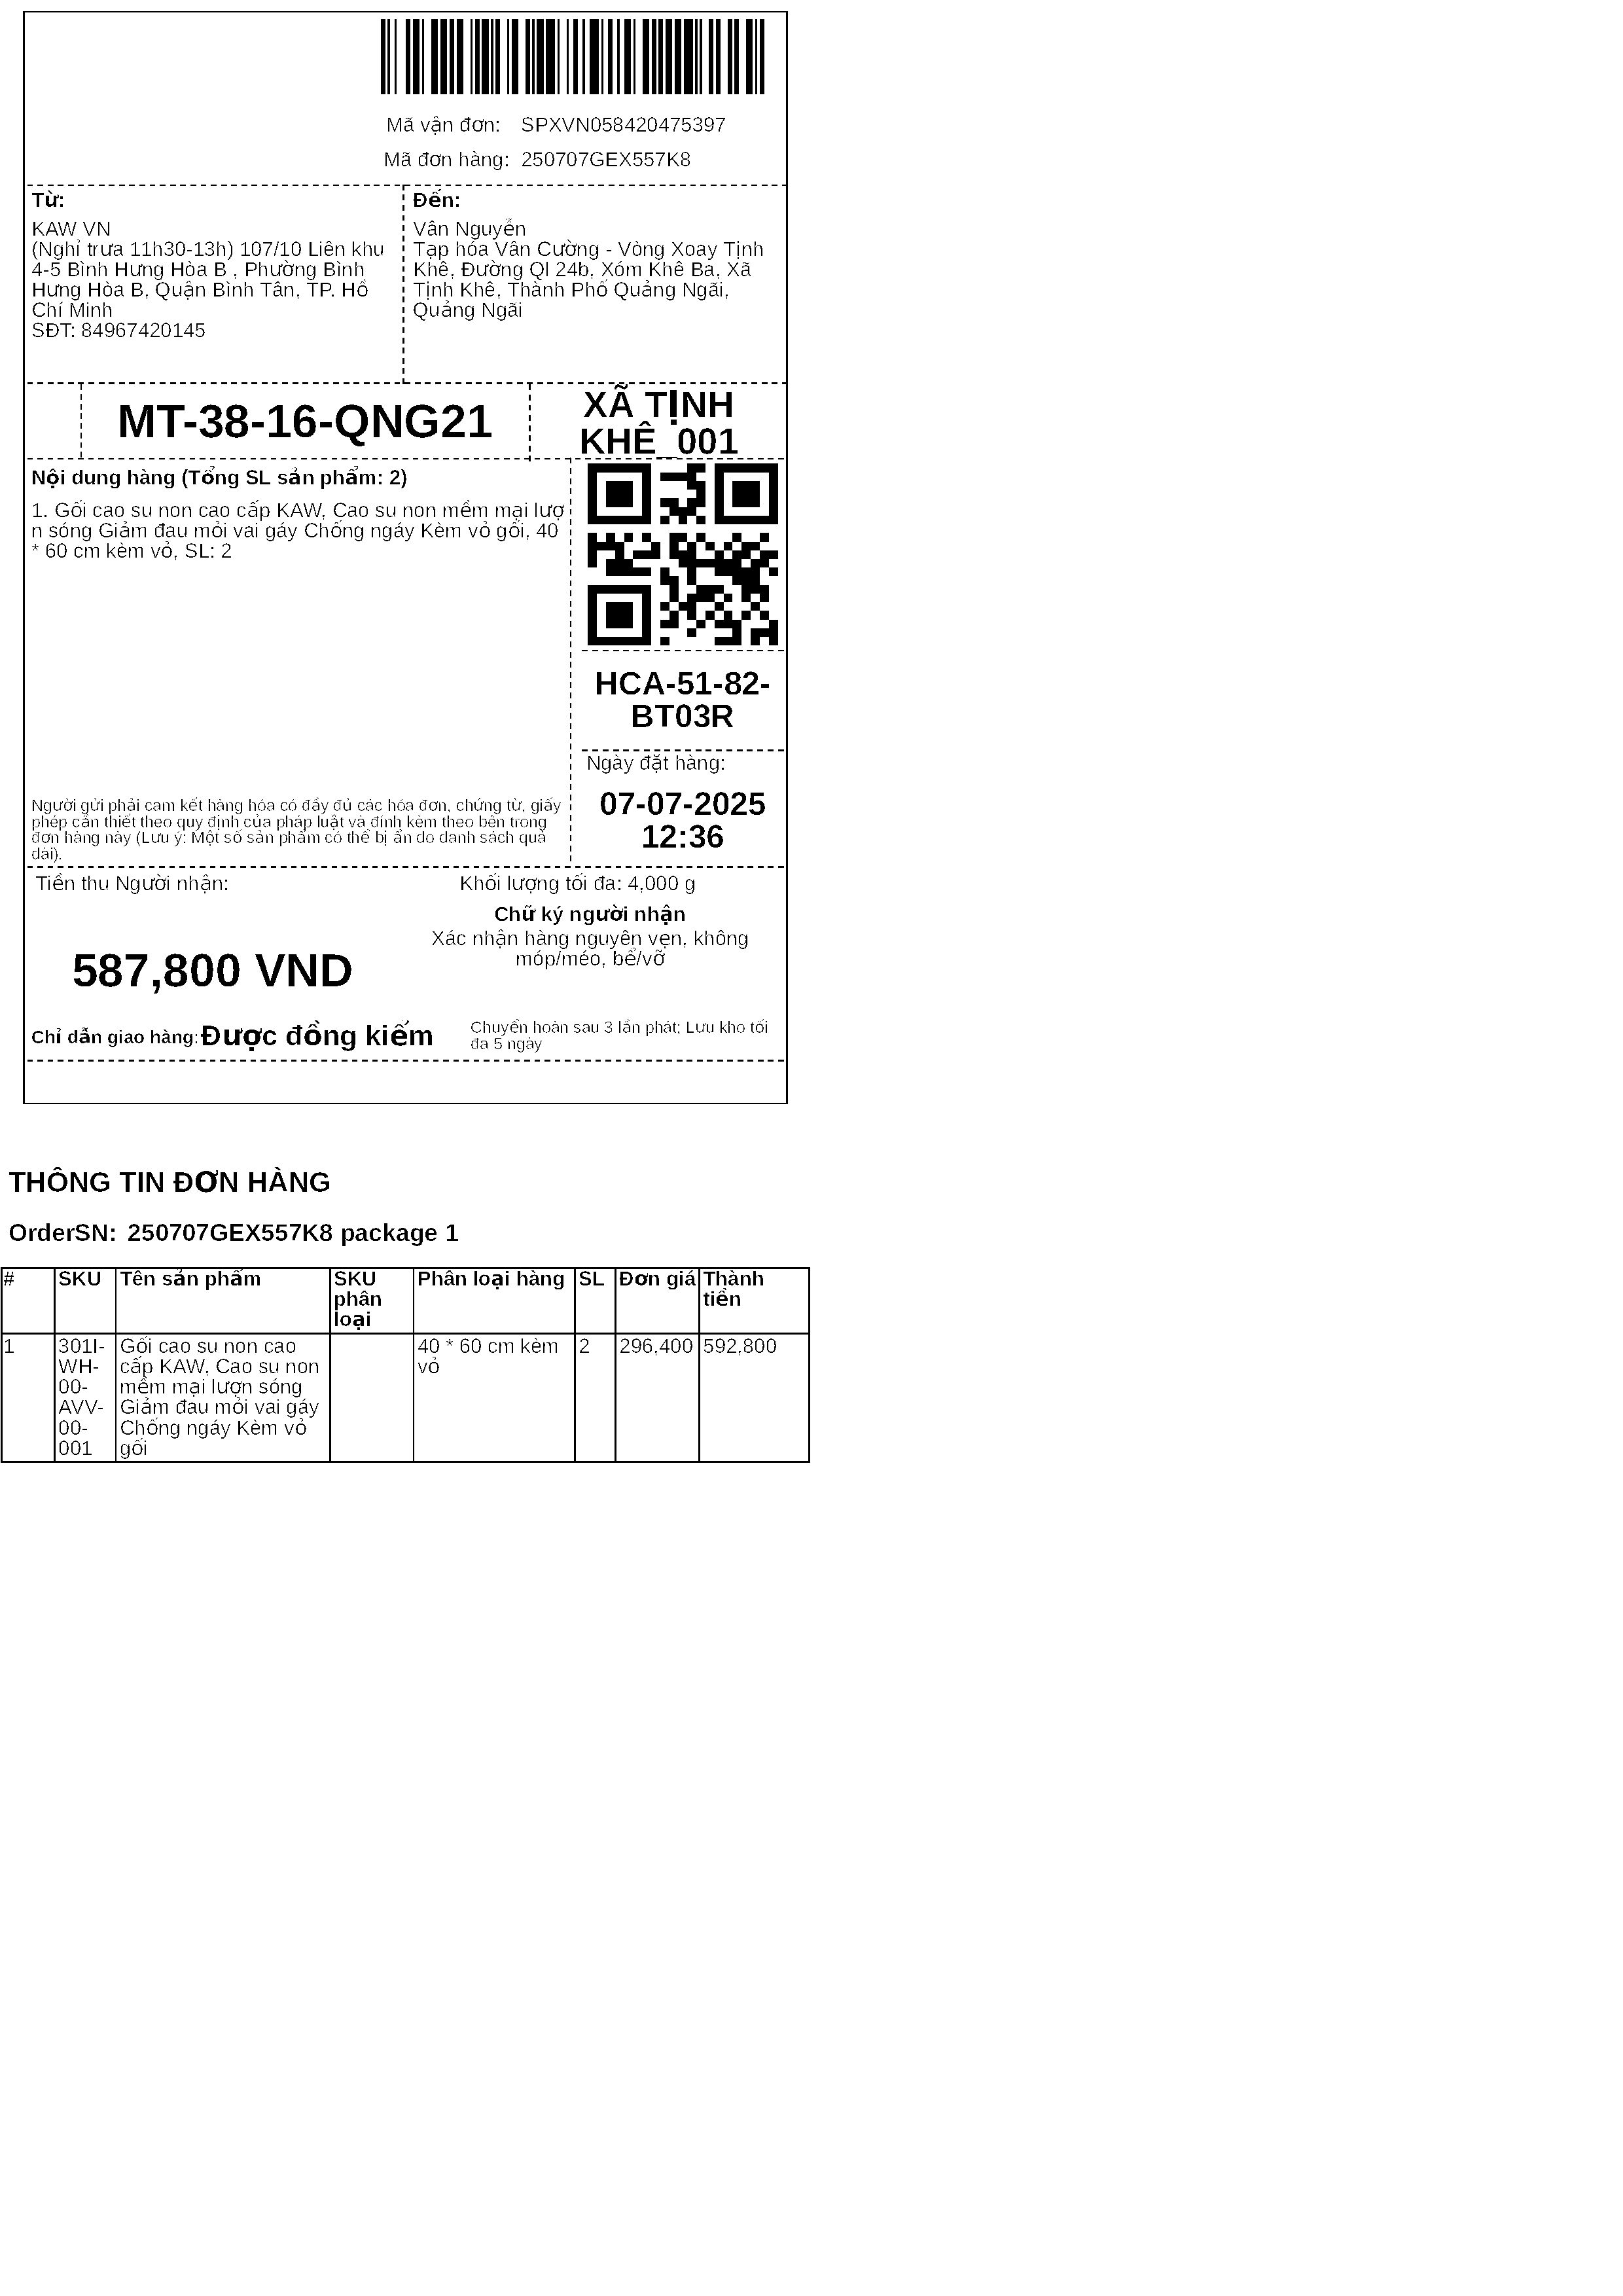 Mã vận đơn: SPXVN058420475397
Mã đơn hàng: 250707GEX557K8
Từ:
KAW VN
(Nghỉ trưa 11h30-13h) 107/10 Liên khu
4-5 Bình Hưng Hòa B , Phường Bình
Hưng Hòa B, Quận Bình Tân, TP. Hồ
Chí Minh
SĐT: 84967420145
Đến:
Vân Nguyễn
Tạp hóa Vân Cường - Vòng Xoay Tịnh
Khê, Đường Ql 24b, Xóm Khê Ba, Xã
Tịnh Khê, Thành Phố Quảng Ngãi,
Quảng Ngãi
MT-38-16-QNG21
XÃ TỊNH
KHÊ_001
Nội dung hàng (Tổng SL sản phẩm: 2)
1. Gối cao su non cao cấp KAW, Cao su non mềm mại lượ
n sóng Giảm đau mỏi vai gáy Chống ngáy Kèm vỏ gối, 40
* 60 cm kèm vỏ, SL: 2
HCA-51-82-
BT03R
Ngày đặt hàng:
07-07-2025
12:36
Người gửi phải cam kết hàng hóa có đầy đủ các hóa đơn, chứng từ, giấy
phép cần thiết theo quy định của pháp luật và đính kèm theo bên trong
đơn hàng này (Lưu ý: Một số sản phẩm có thể bị ẩn do danh sách quá
dài).
Tiền thu Người nhận:
587,800 VND
Khối lượng tối đa: 4,000 g
Chữ ký người nhận
Xác nhận hàng nguyên vẹn, không
móp/méo, bể/vỡ
Chỉ dẫn giao hàng: Được đồng kiểm
Chuyển hoàn sau 3 lần phát; Lưu kho tối
đa 5 ngày
THÔNG TIN ĐƠN HÀNG
OrderSN: 250707GEX557K8 package 1
# SKU Tên sản phẩm SKU phân loại Phân loại hàng SL Đơn giá Thành tiền
1 301I-WH-00-AVV-00-001 Gối cao su non cao cấp KAW, Cao su non mềm mại lượn sóng Giảm đau mỏi vai gáy Chống ngáy Kèm vỏ gối 40 * 60 cm kèm vỏ 2 296,400 592,800